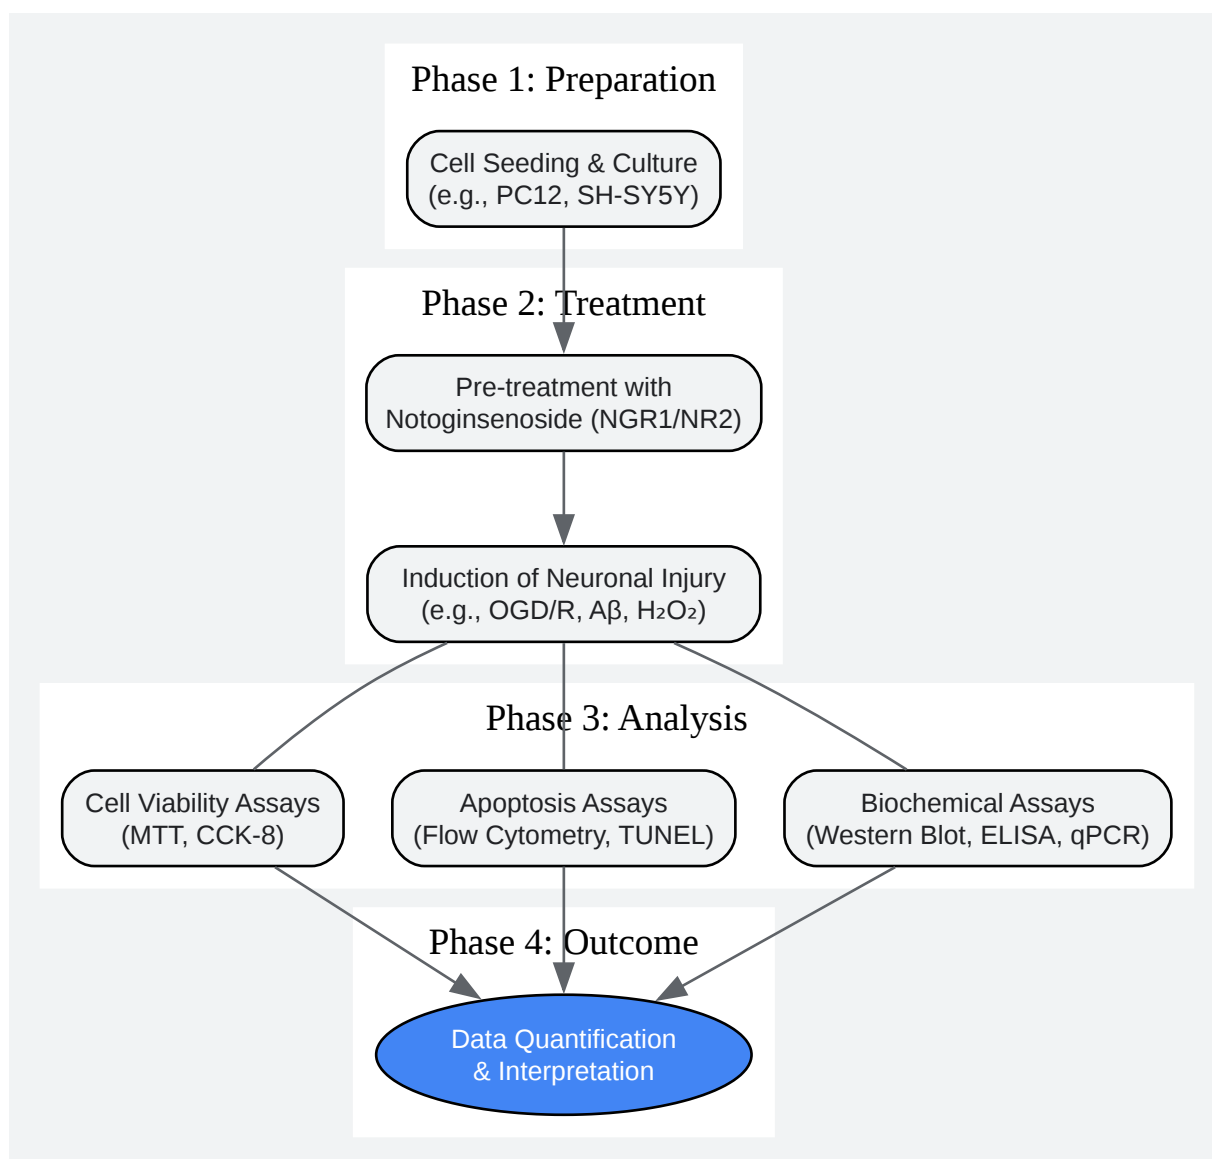 Phase 1: Preparation
Cell Seeding & Culture
(e.g., PC12, SH-SY5Y)
Phase 2: Treatment
Pre-treatment with
Notoginsenoside (NGR1/NR2)
Induction of Neuronal Injury
(e.g., OGD/R, Aβ, H₂O₂)
Phase 3: Analysis
Cell Viability Assays
(MTT, CCK-8)
Apoptosis Assays
(Flow Cytometry, TUNEL)
Biochemical Assays
(Western Blot, ELISA, qPCR)
Phase 4: Outcome
Data Quantification
& Interpretation